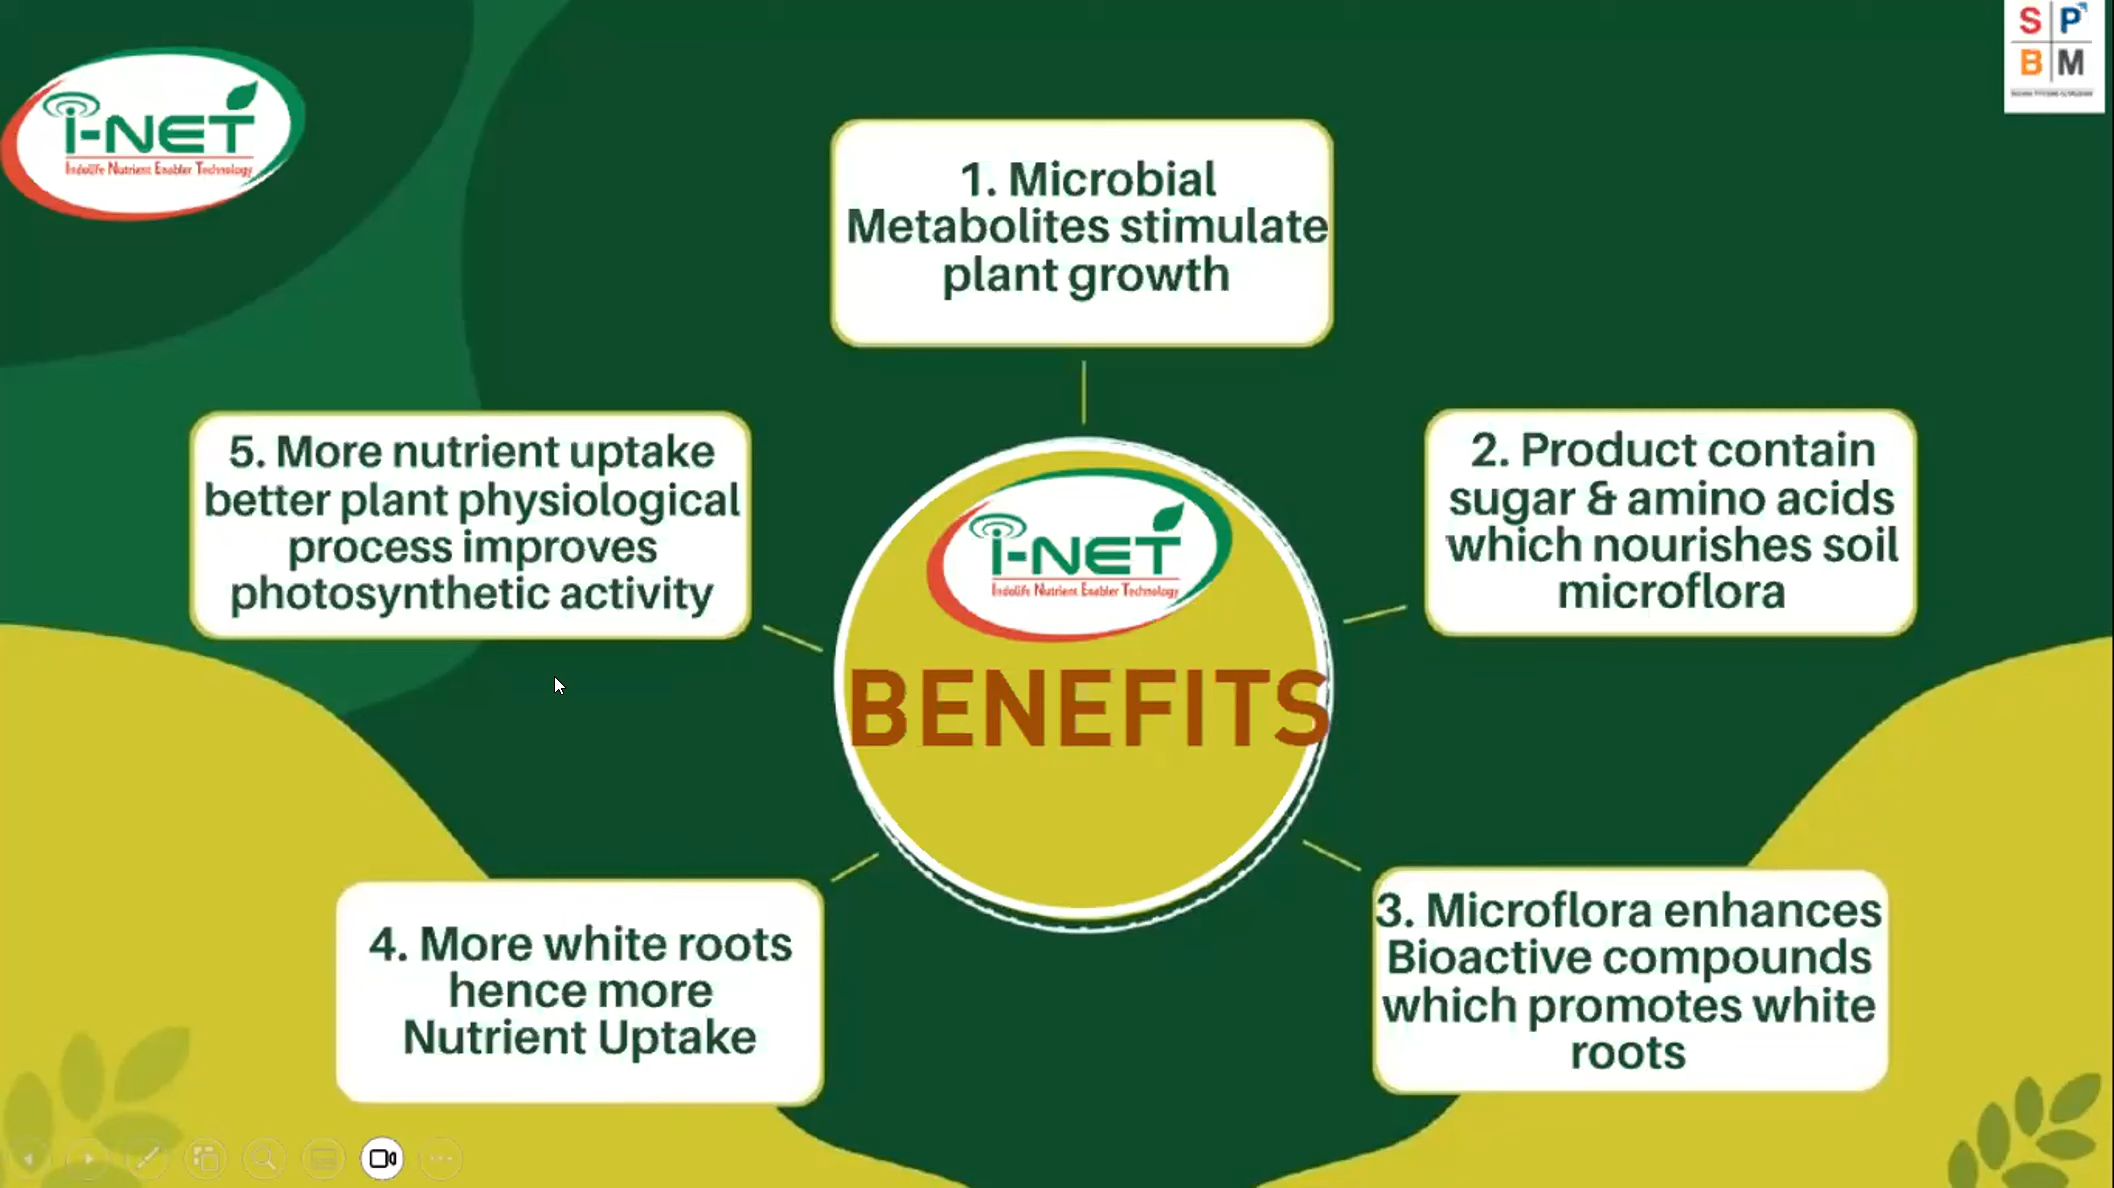 i-NET
Indolife Nutrient Enabler Technology
S P
B M
1. Microbial
Metabolites stimulate
plant growth
5. More nutrient uptake
better plant physiological
process improves
photosynthetic activity
2. Product contain
sugar & amino acids
which nourishes soil
microflora
i-NET
Indolife Nutrient Enabler Technology
BENEFITS
4. More white roots
hence more
Nutrient Uptake
3. Microflora enhances
Bioactive compounds
which promotes white
roots